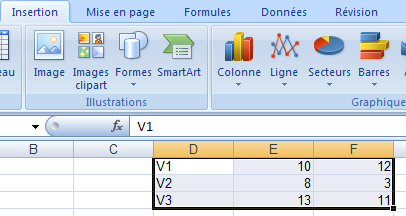 Insertion Mise en page Formules Données Révision
Image Images clipart Formes SmartArt Colonne Ligne Secteurs Barres
Illustrations Graphique
fx V1
B C D E F
V1 10 12
V2 8 3
V3 13 11